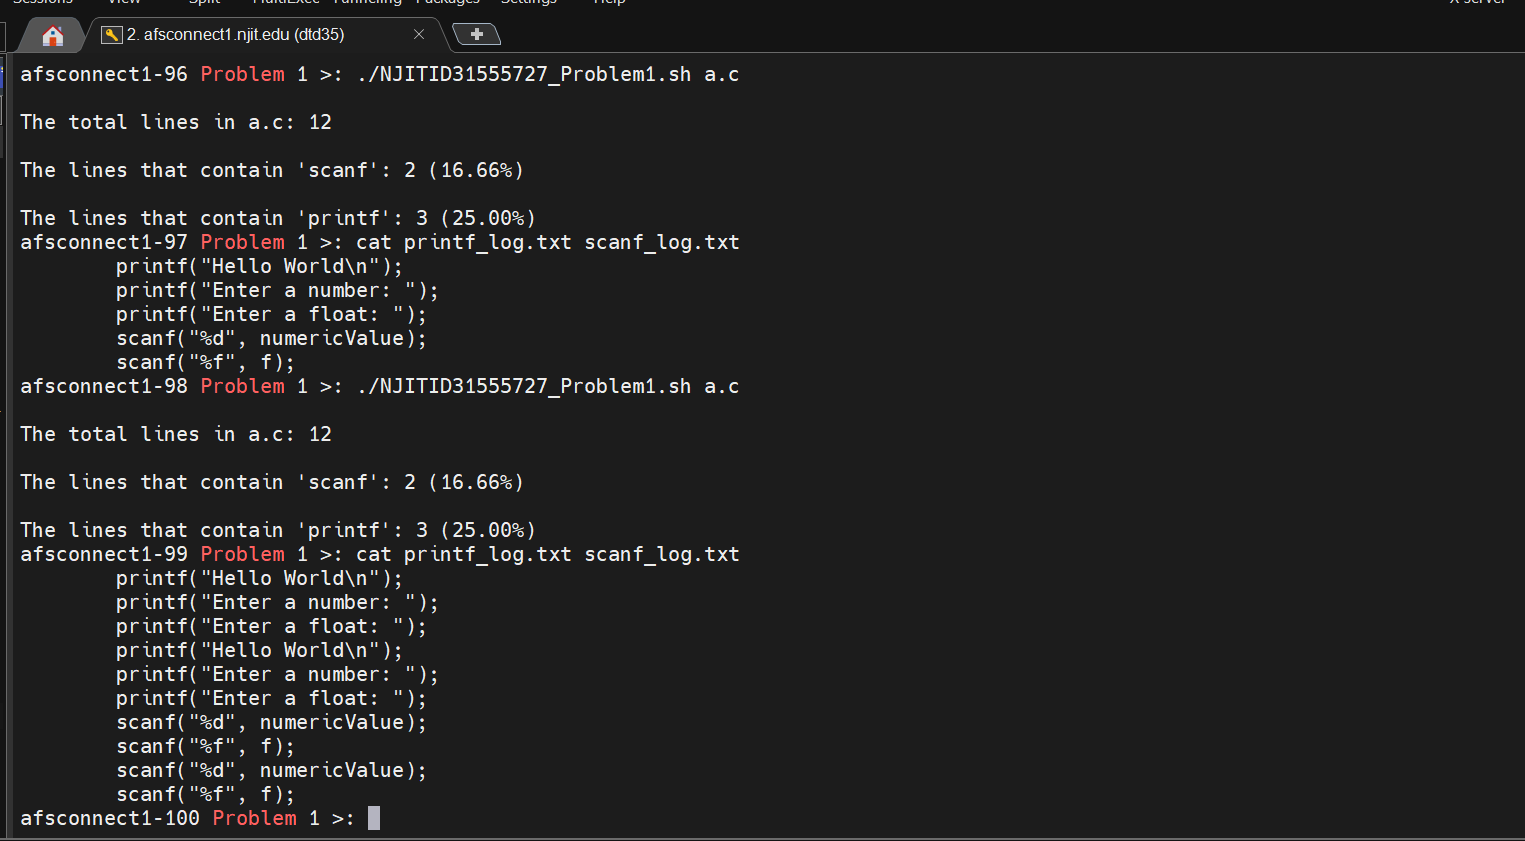 Sessions View Split MultiExec Tunneling Packages Settings Help X server
2. afsconnect1.njit.edu (dtd35)
afsconnect1-96 Problem 1 >: ./NJITID31555727_Problem1.sh a.c
The total lines in a.c: 12
The lines that contain 'scanf': 2 (16.66%)
The lines that contain 'printf': 3 (25.00%)
afsconnect1-97 Problem 1 >: cat printf_log.txt scanf_log.txt
printf("Hello World\n");
printf("Enter a number: ");
printf("Enter a float: ");
scanf("%d", numericValue);
scanf("%f", f);
afsconnect1-98 Problem 1 >: ./NJITID31555727_Problem1.sh a.c
The total lines in a.c: 12
The lines that contain 'scanf': 2 (16.66%)
The lines that contain 'printf': 3 (25.00%)
afsconnect1-99 Problem 1 >: cat printf_log.txt scanf_log.txt
printf("Hello World\n");
printf("Enter a number: ");
printf("Enter a float: ");
printf("Hello World\n");
printf("Enter a number: ");
printf("Enter a float: ");
scanf("%d", numericValue);
scanf("%f", f);
scanf("%d", numericValue);
scanf("%f", f);
afsconnect1-100 Problem 1 >: